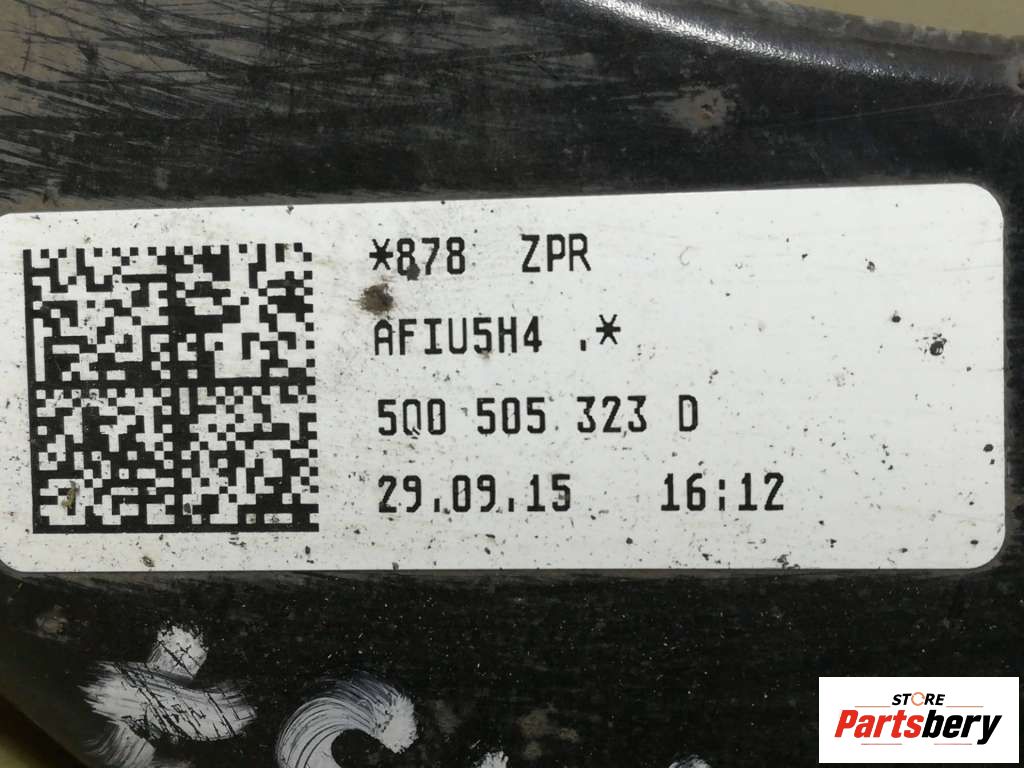 *878 ZPR
AFIU5H4 .*
5Q0 505 323 D
29.09.15 16:12
STORE
Partsbery